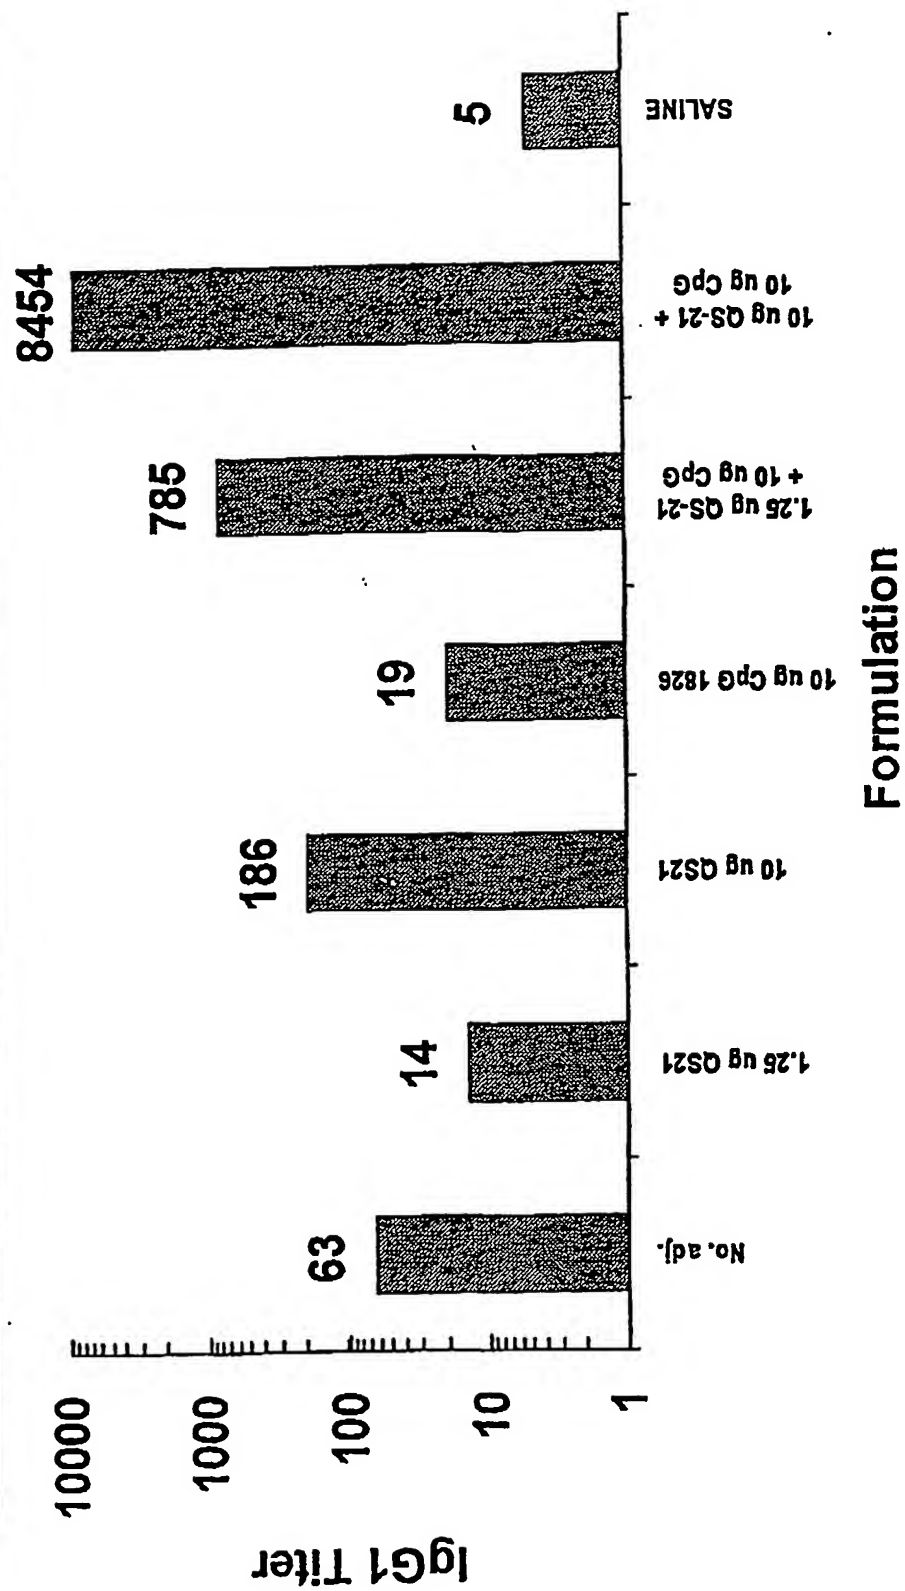 IgG1 Titer
10000
1000
100
10
1
63
14
186
19
785
8454
5
No. adj.
1.25 ug QS21
10 ug QS21
10 ug CpG 1826
1.25 ug QS-21
+ 10 ug CpG
10 ug QS-21 +
10 ug CpG
SALINE
Formulation